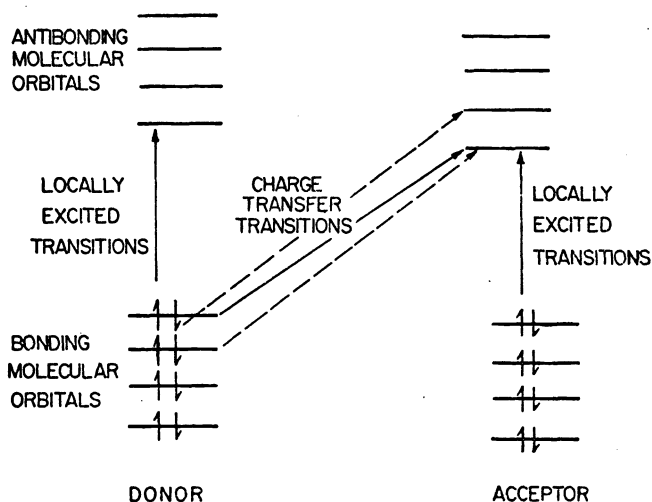 ANTIBONDING
MOLECULAR
ORBITALS
LOCALLY
EXCITED
TRANSITIONS
CHARGE
TRANSFER
TRANSITIONS
LOCALLY
EXCITED
TRANSITIONS
BONDING
MOLECULAR
ORBITALS
DONOR
ACCEPTOR